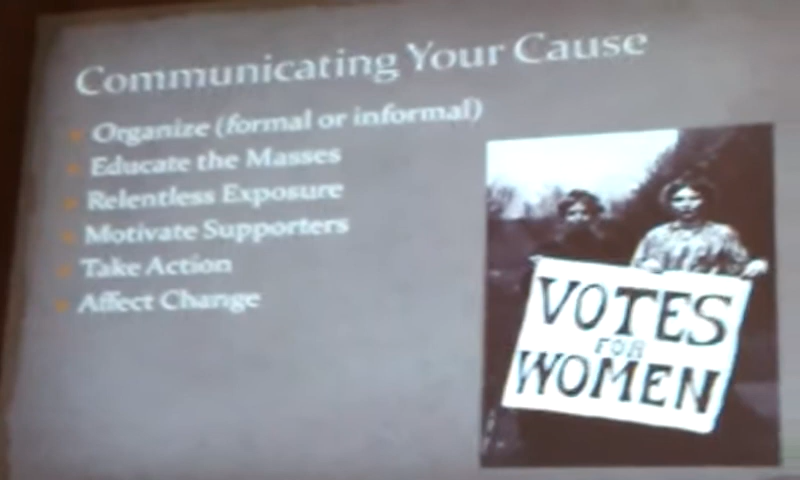 Communicating Your Cause
Organize (formal or informal)
Educate the Masses
Relentless Exposure
Motivate Supporters
Take Action
Affect Change
VOTES
FOR
WOMEN